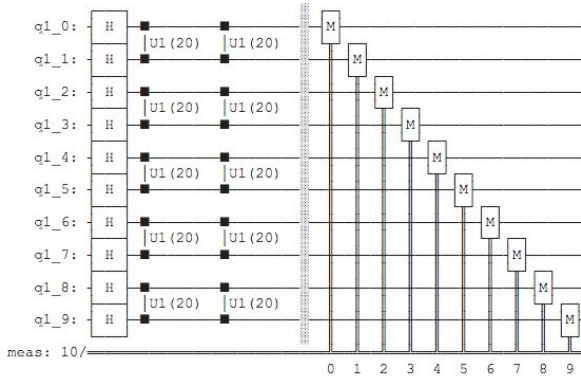 q1_0: H M
U1(20) U1(20)
q1_1: H M
q1_2: H M
U1(20) U1(20)
q1_3: H M
q1_4: H M
U1(20) U1(20)
q1_5: H M
q1_6: H M
U1(20) U1(20)
q1_7: H M
q1_8: H M
U1(20) U1(20)
q1_9: H M
meas: 10/
0 1 2 3 4 5 6 7 8 9